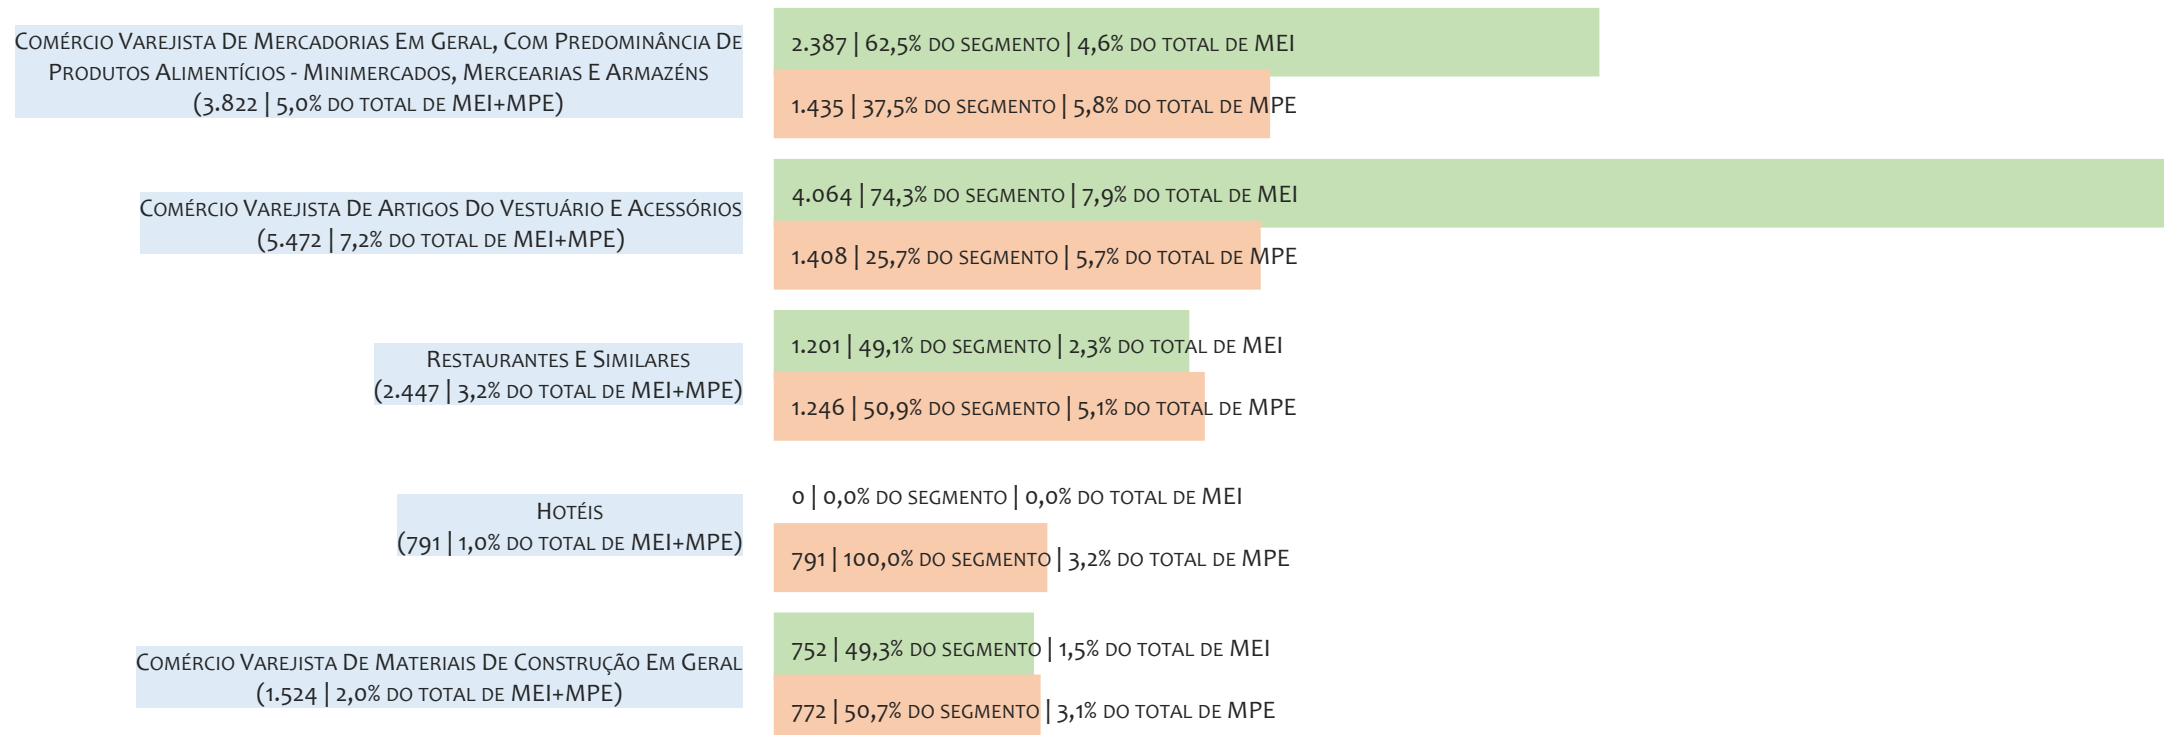 Comércio Varejista De Mercadorias Em Geral, Com Predominância De
Produtos Alimentícios - Minimercados, Mercearias E Armazéns
(3.822 | 5,0% do total de MEI+MPE)
2.387 | 62,5% do segmento | 4,6% do total de MEI
1.435 | 37,5% do segmento | 5,8% do total de MPE
Comércio Varejista De Artigos Do Vestuário E Acessórios
(5.472 | 7,2% do total de MEI+MPE)
4.064 | 74,3% do segmento | 7,9% do total de MEI
1.408 | 25,7% do segmento | 5,7% do total de MPE
Restaurantes E Similares
(2.447 | 3,2% do total de MEI+MPE)
1.201 | 49,1% do segmento | 2,3% do total de MEI
1.246 | 50,9% do segmento | 5,1% do total de MPE
Hotéis
(791 | 1,0% do total de MEI+MPE)
0 | 0,0% do segmento | 0,0% do total de MEI
791 | 100,0% do segmento | 3,2% do total de MPE
Comércio Varejista De Materiais De Construção Em Geral
(1.524 | 2,0% do total de MEI+MPE)
752 | 49,3% do segmento | 1,5% do total de MEI
772 | 50,7% do segmento | 3,1% do total de MPE